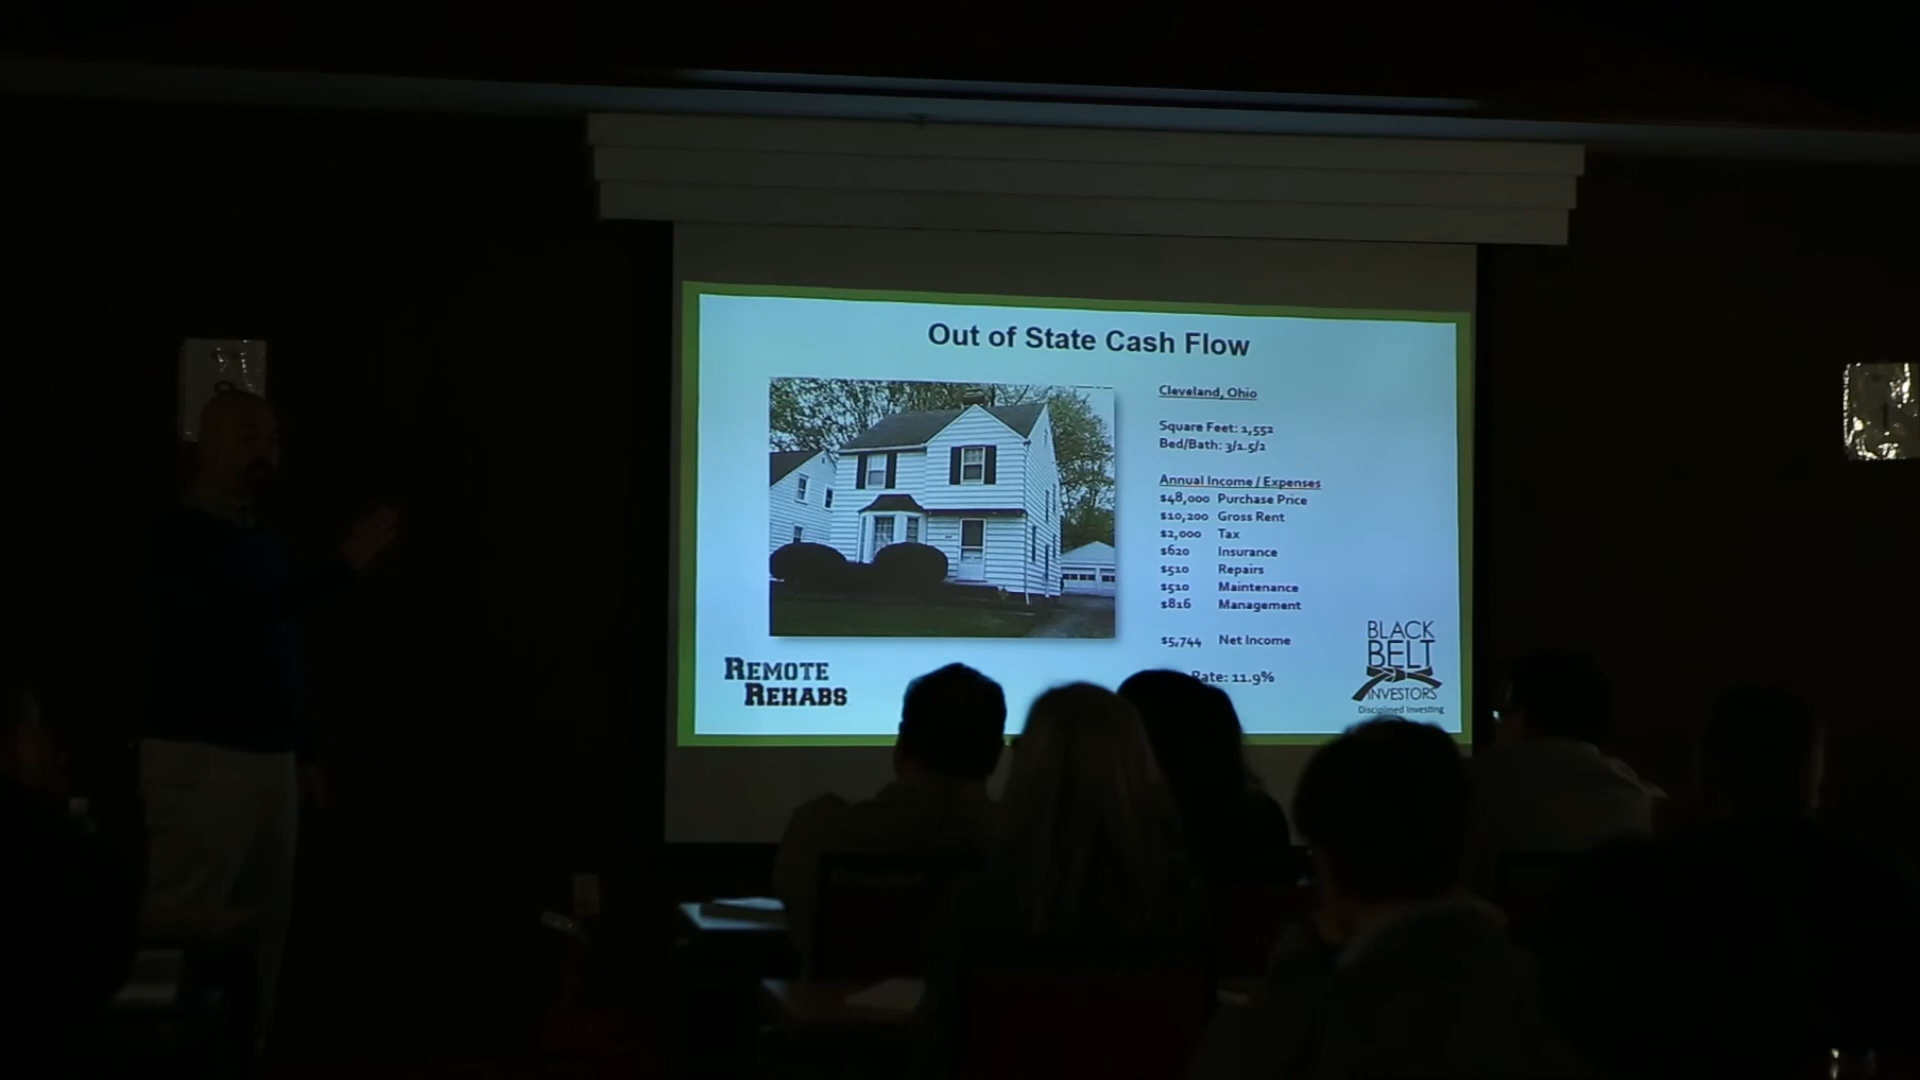 Out of State Cash Flow
Cleveland, Ohio
Square Feet: 1,552
Bed/Bath: 3/1.5/2
Annual Income / Expenses
$48,000 Purchase Price
$10,200 Gross Rent
$2,000 Tax
$620 Insurance
$510 Repairs
$510 Maintenance
$816 Management
$5,744 Net Income
Rate: 11.9%
REMOTE
REHABS
BLACK
BELT
INVESTORS
Disciplined Investing